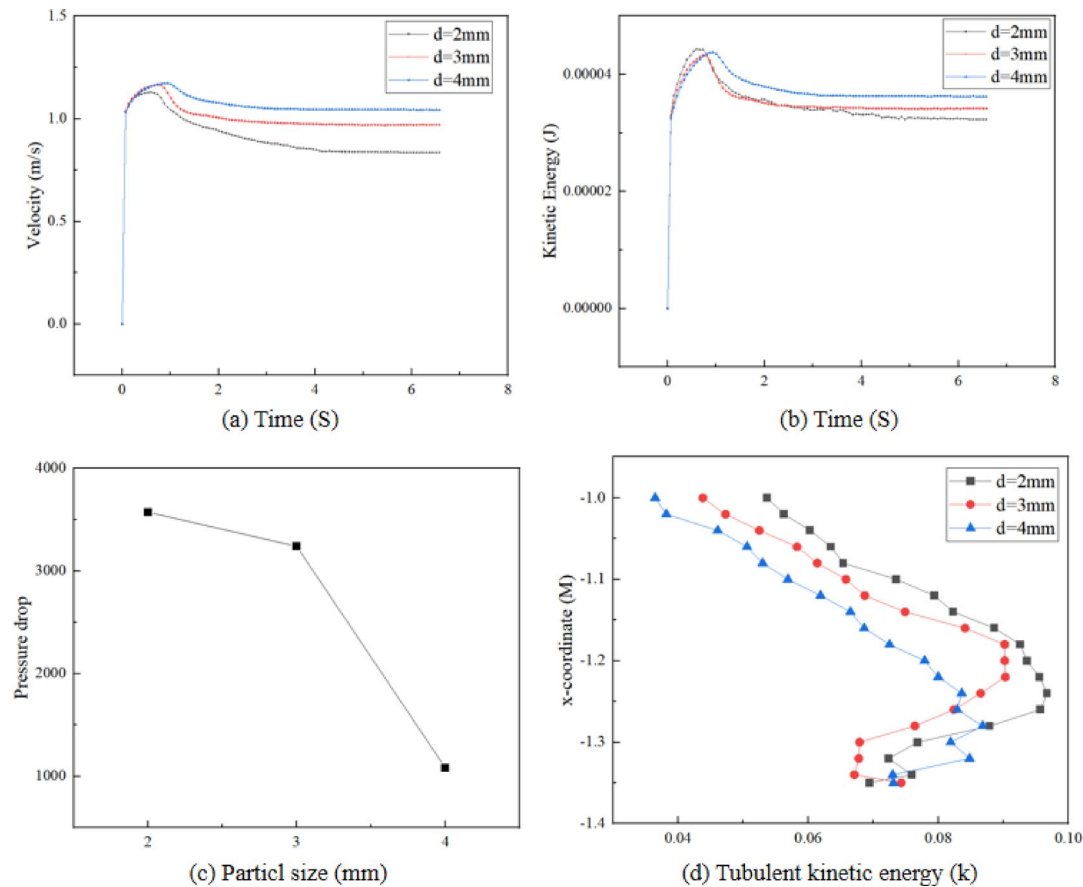 1.5
1.0
0.5
0.0
Velocity (m/s)
d=2mm
d=3mm
d=4mm
0 2 4 6 8
(a) Time (S)
0.00004
0.00002
0.00000
Kinetic Energy (J)
d=2mm
d=3mm
d=4mm
0 2 4 6 8
(b) Time (S)
4000
3000
2000
1000
Pressure drop
2 3 4
(c) Particl size (mm)
-1.0
-1.1
-1.2
-1.3
-1.4
x-coordinate (M)
d=2mm
d=3mm
d=4mm
0.04 0.06 0.08 0.10
(d) Tubulent kinetic energy (k)